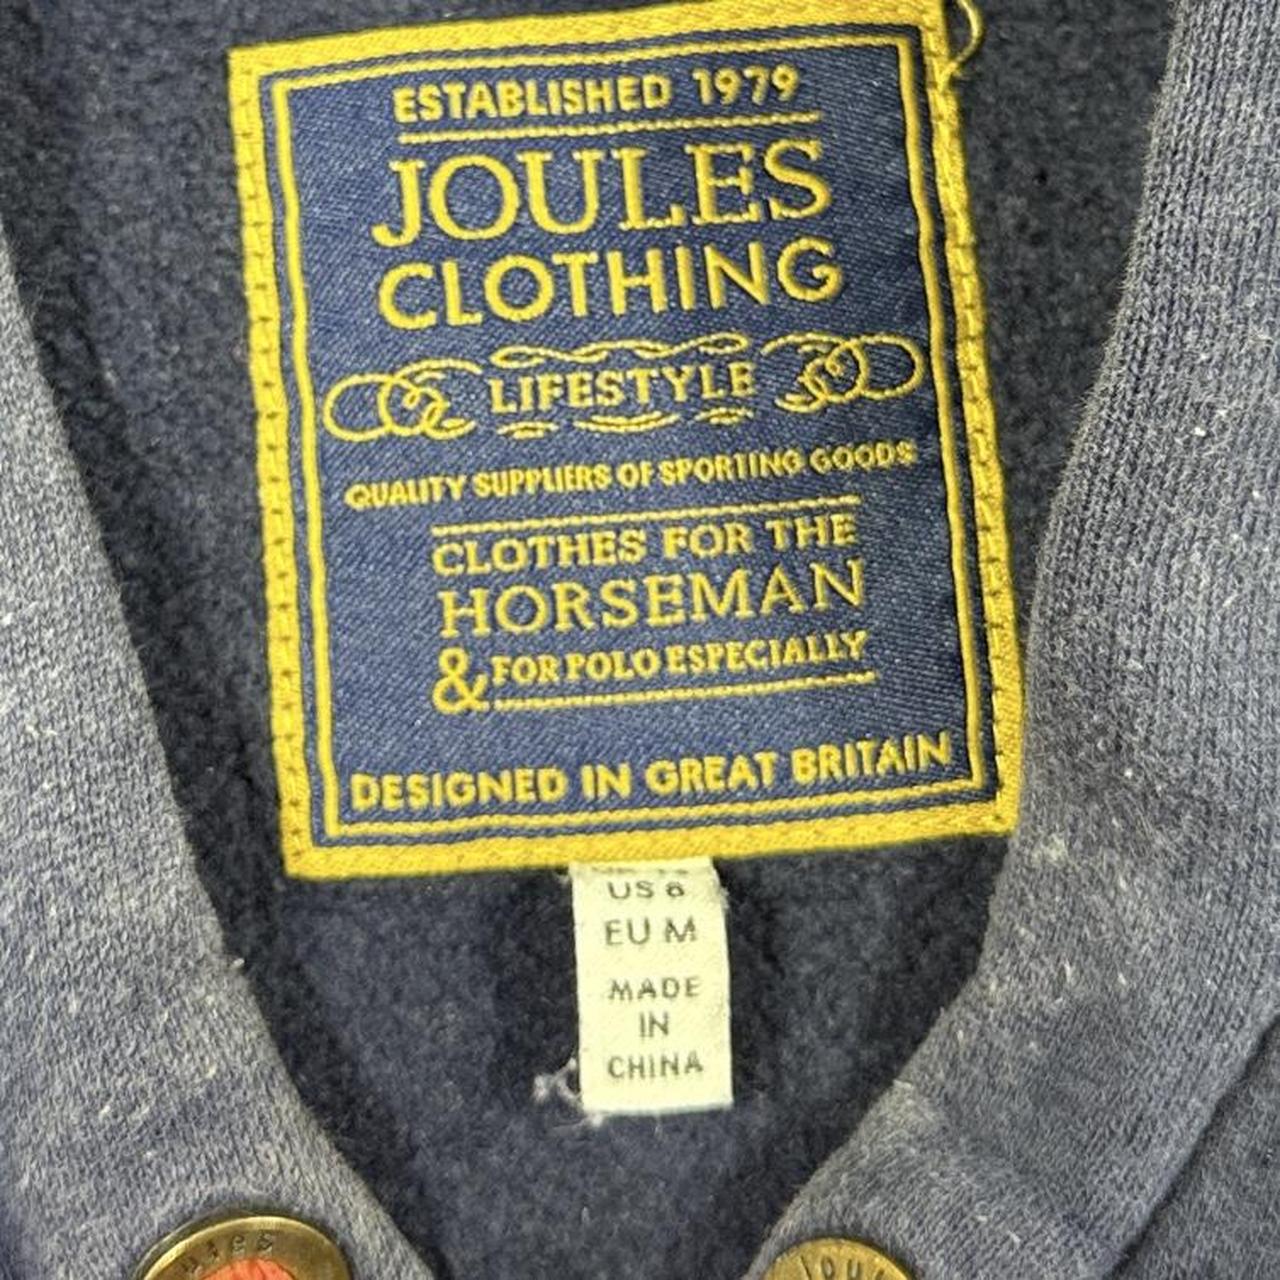 ESTABLISHED 1979
JOULES
CLOTHING
LIFESTYLE
QUALITY SUPPLIERS OF SPORTING GOODS
CLOTHES FOR THE
HORSEMAN
& FOR POLO ESPECIALLY
DESIGNED IN GREAT BRITAIN
US 8
EU M
MADE
IN
CHINA